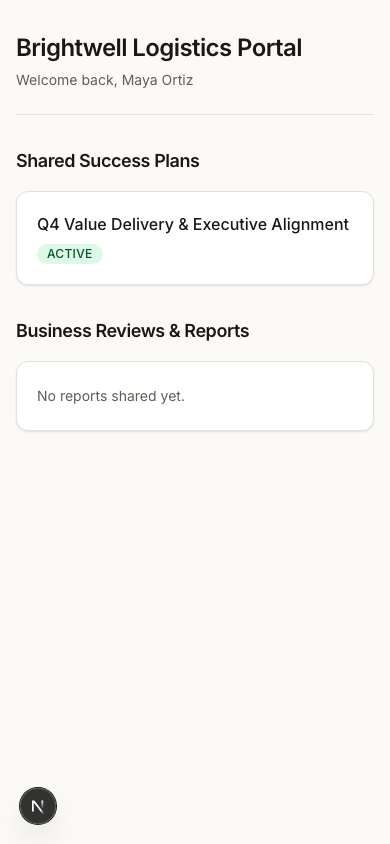 Brightwell Logistics Portal
Welcome back, Maya Ortiz
Shared Success Plans
Q4 Value Delivery & Executive Alignment
ACTIVE
Business Reviews & Reports
No reports shared yet.
N